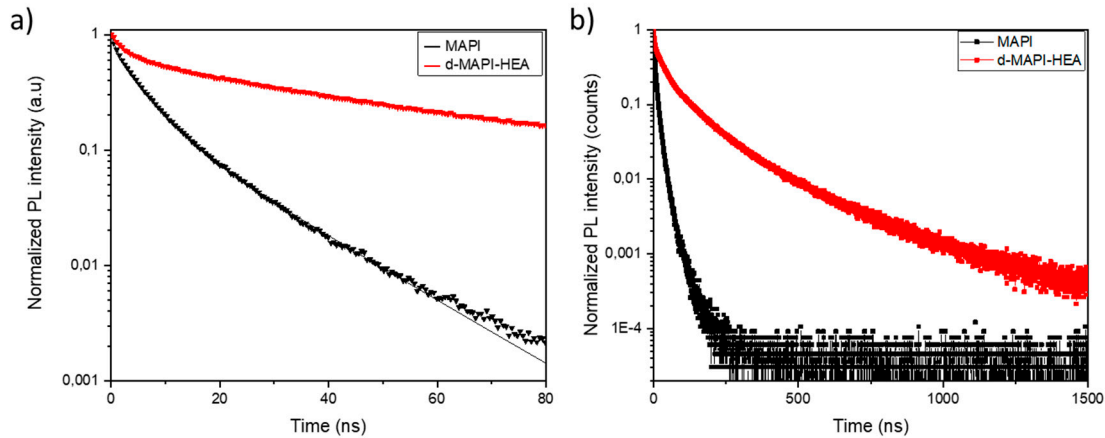 a)
Normalized PL intensity (a.u)
1
0,1
0,01
0,001
0
20
40
60
80
Time (ns)
MAPI
d-MAPI-HEA
b)
Normalized PL intensity (counts)
1
0,1
0,01
0,001
1E-4
0
500
1000
1500
Time (ns)
MAPI
d-MAPI-HEA